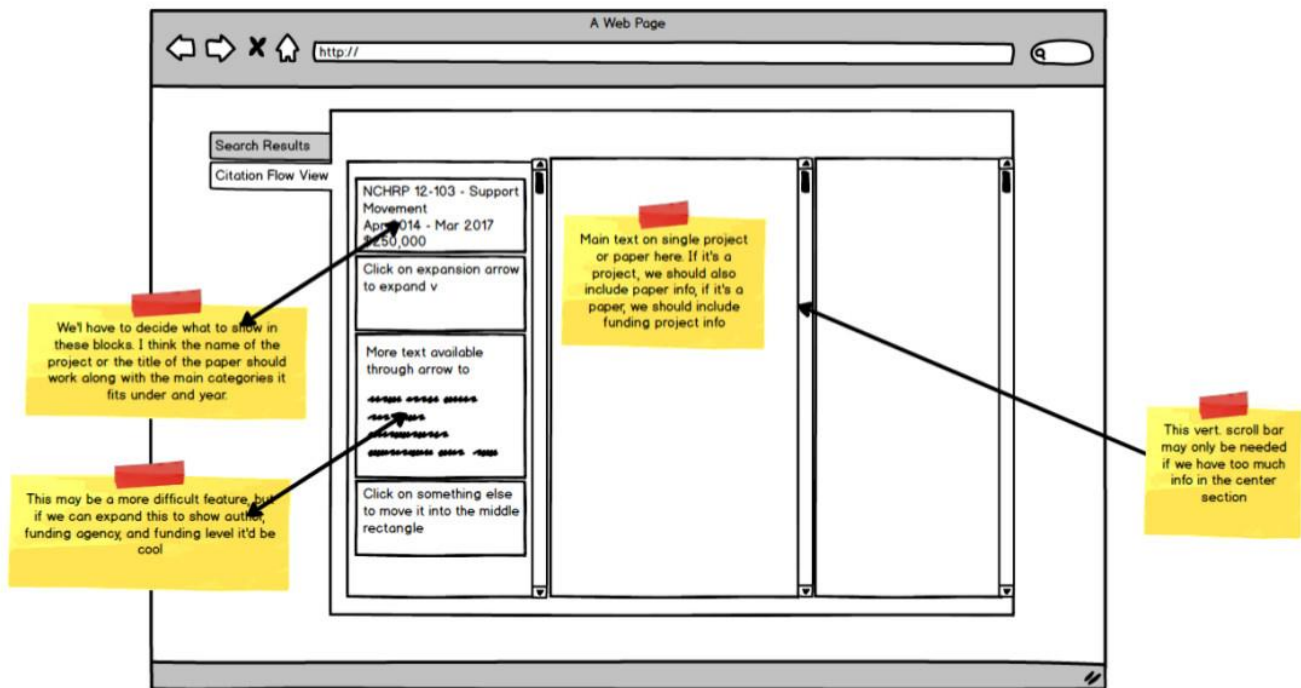 A Web Page
http://
Search Results
Citation Flow View
NCHRP 12-103 - Support
Movement
Apr 2014 - Mar 2017
$250,000
Click on expansion arrow
to expand v
More text available
through arrow to
Click on something else
to move it into the middle
rectangle
Main text on single project
or paper here. If it's a
project, we should also
include paper info, if it's a
paper, we should include
funding project info
We'l have to decide what to show in
these blocks. I think the name of the
project or the title of the paper should
work along with the main categories it
fits under and year.
This may be a more difficult feature, but
if we can expand this to show author,
funding agency, and funding level it'd be
cool
This vert. scroll bar
may only be needed
if we have too much
info in the center
section